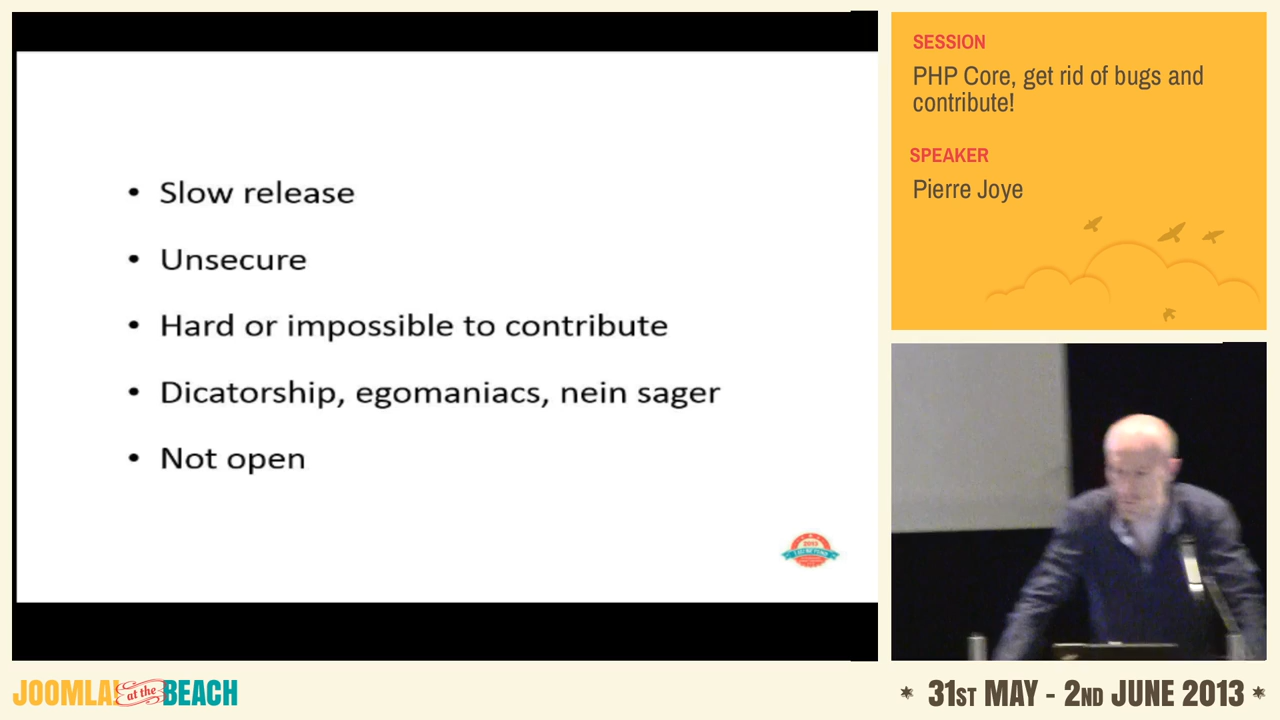 • Slow release
• Unsecure
• Hard or impossible to contribute
• Dicatorship, egomaniacs, nein sager
• Not open
2013
SESSION
PHP Core, get rid of bugs and
contribute!
SPEAKER
Pierre Joye
JOOMLA! at the BEACH
* 31ST MAY - 2ND JUNE 2013 *